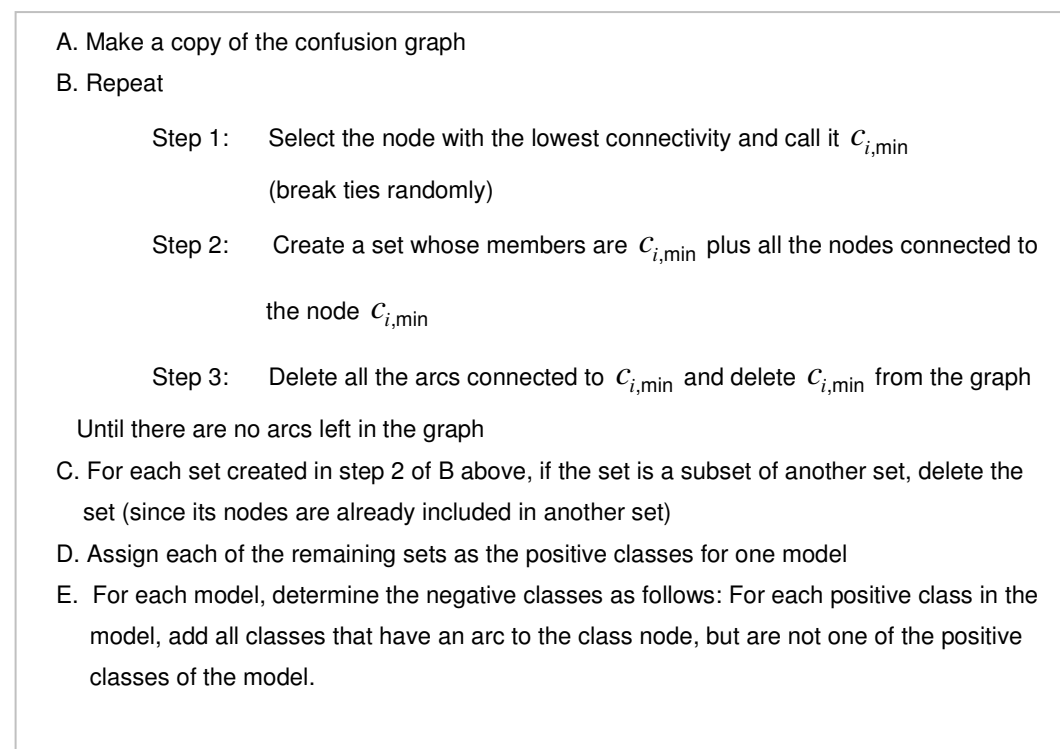 A. Make a copy of the confusion graph
B. Repeat
Step 1: Select the node with the lowest connectivity and call it c_{i,min}
(break ties randomly)
Step 2: Create a set whose members are c_{i,min} plus all the nodes connected to
the node c_{i,min}
Step 3: Delete all the arcs connected to c_{i,min} and delete c_{i,min} from the graph
Until there are no arcs left in the graph
C. For each set created in step 2 of B above, if the set is a subset of another set, delete the
set (since its nodes are already included in another set)
D. Assign each of the remaining sets as the positive classes for one model
E. For each model, determine the negative classes as follows: For each positive class in the
model, add all classes that have an arc to the class node, but are not one of the positive
classes of the model.